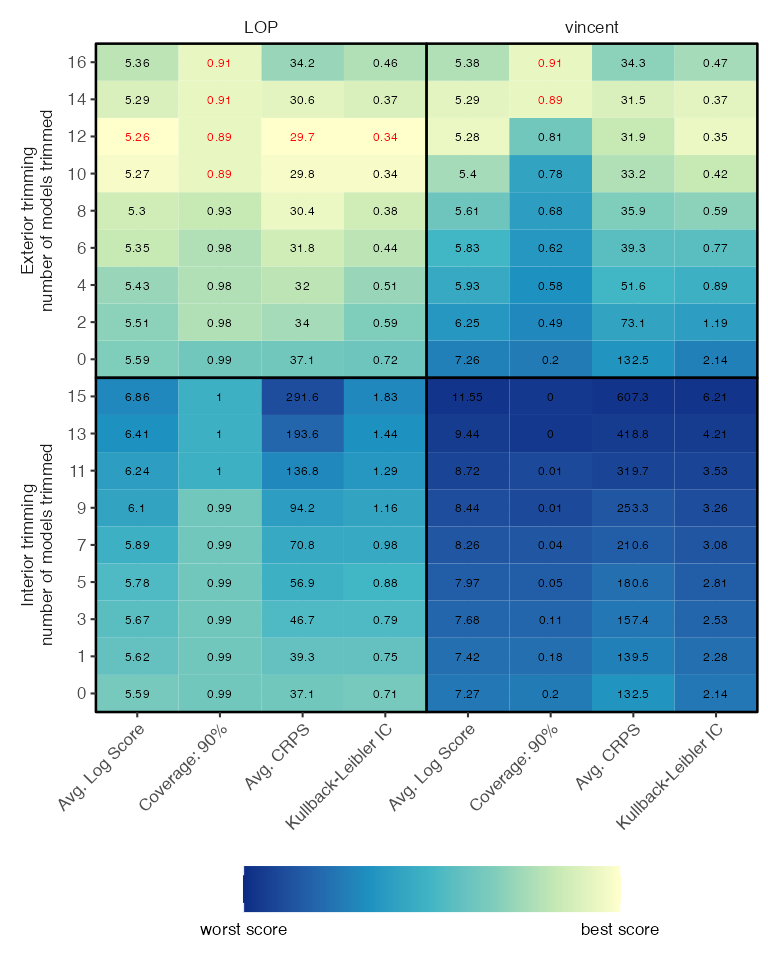 LOP vincent
Exterior trimming
number of models trimmed
16 5.36 0.91 34.2 0.46 5.38 0.91 34.3 0.47
14 5.29 0.91 30.6 0.37 5.29 0.89 31.5 0.37
12 5.26 0.89 29.7 0.34 5.28 0.81 31.9 0.35
10 5.27 0.89 29.8 0.34 5.4 0.78 33.2 0.42
8 5.3 0.93 30.4 0.38 5.61 0.68 35.9 0.59
6 5.35 0.98 31.8 0.44 5.83 0.62 39.3 0.77
4 5.43 0.98 32 0.51 5.93 0.58 51.6 0.89
2 5.51 0.98 34 0.59 6.25 0.49 73.1 1.19
0 5.59 0.99 37.1 0.72 7.26 0.2 132.5 2.14
Interior trimming
number of models trimmed
15 6.86 1 291.6 1.83 11.55 0 607.3 6.21
13 6.41 1 193.6 1.44 9.44 0 418.8 4.21
11 6.24 1 136.8 1.29 8.72 0.01 319.7 3.53
9 6.1 0.99 94.2 1.16 8.44 0.01 253.3 3.26
7 5.89 0.99 70.8 0.98 8.26 0.04 210.6 3.08
5 5.78 0.99 56.9 0.88 7.97 0.05 180.6 2.81
3 5.67 0.99 46.7 0.79 7.68 0.11 157.4 2.53
1 5.62 0.99 39.3 0.75 7.42 0.18 139.5 2.28
0 5.59 0.99 37.1 0.71 7.27 0.2 132.5 2.14
Avg. Log Score Coverage: 90% Avg. CRPS Kullback-Leibler IC Avg. Log Score Coverage: 90% Avg. CRPS Kullback-Leibler IC
worst score best score